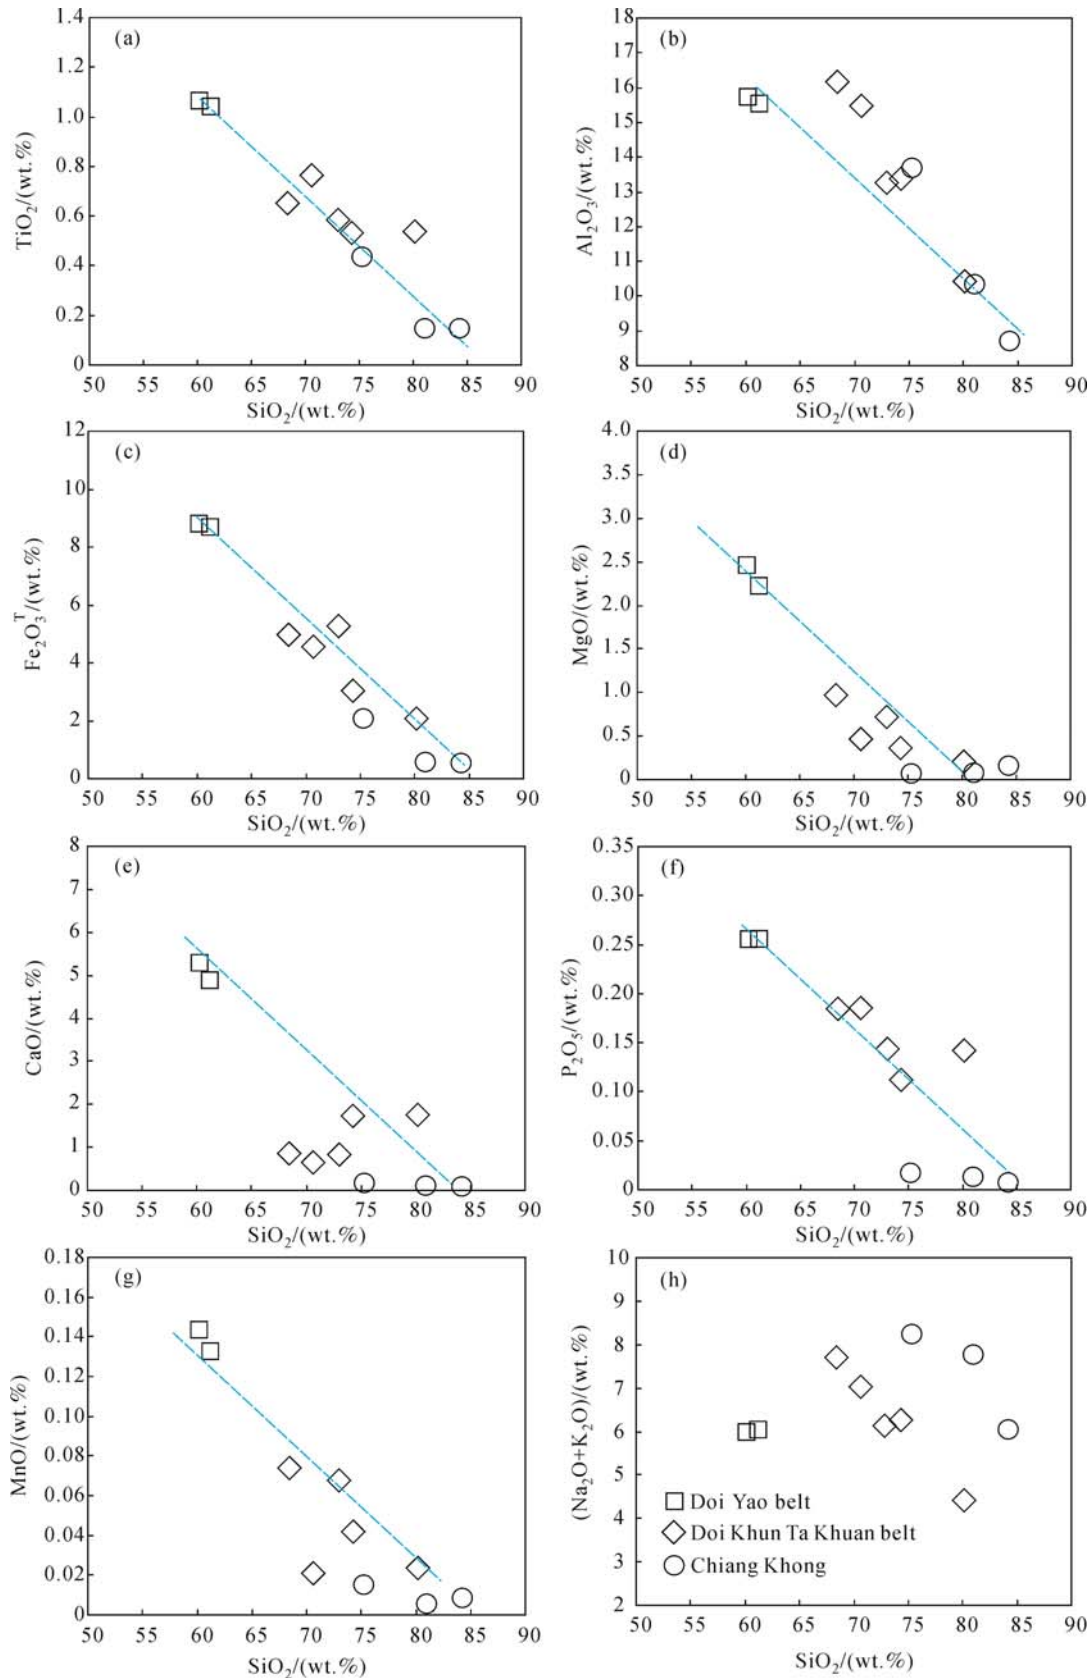 (a)
TiO₂/(wt.%)
1.4
1.2
1.0
0.8
0.6
0.4
0.2
0
50 55 60 65 70 75 80 85 90
SiO₂/(wt.%)
(b)
Al₂O₃/(wt.%)
18
17
16
15
14
13
12
11
10
9
8
50 55 60 65 70 75 80 85 90
SiO₂/(wt.%)
(c)
Fe₂O₃ᵀ/(wt.%)
12
10
8
6
4
2
0
50 55 60 65 70 75 80 85 90
SiO₂/(wt.%)
(d)
MgO/(wt.%)
4.0
3.5
3.0
2.5
2.0
1.5
1.0
0.5
0
50 55 60 65 70 75 80 85 90
SiO₂/(wt.%)
(e)
CaO/(wt.%)
8
7
6
5
4
3
2
1
0
50 55 60 65 70 75 80 85 90
SiO₂/(wt.%)
(f)
P₂O₅/(wt.%)
0.35
0.30
0.25
0.20
0.15
0.10
0.05
0
50 55 60 65 70 75 80 85 90
SiO₂/(wt.%)
(g)
MnO/(wt.%)
0.18
0.16
0.14
0.12
0.10
0.08
0.06
0.04
0.02
0
50 55 60 65 70 75 80 85 90
SiO₂/(wt.%)
(h)
(Na₂O+K₂O)/(wt.%)
10
9
8
7
6
5
4
3
2
Doi Yao belt
Doi Khun Ta Khuan belt
Chiang Khong
50 55 60 65 70 75 80 85 90
SiO₂/(wt.%)